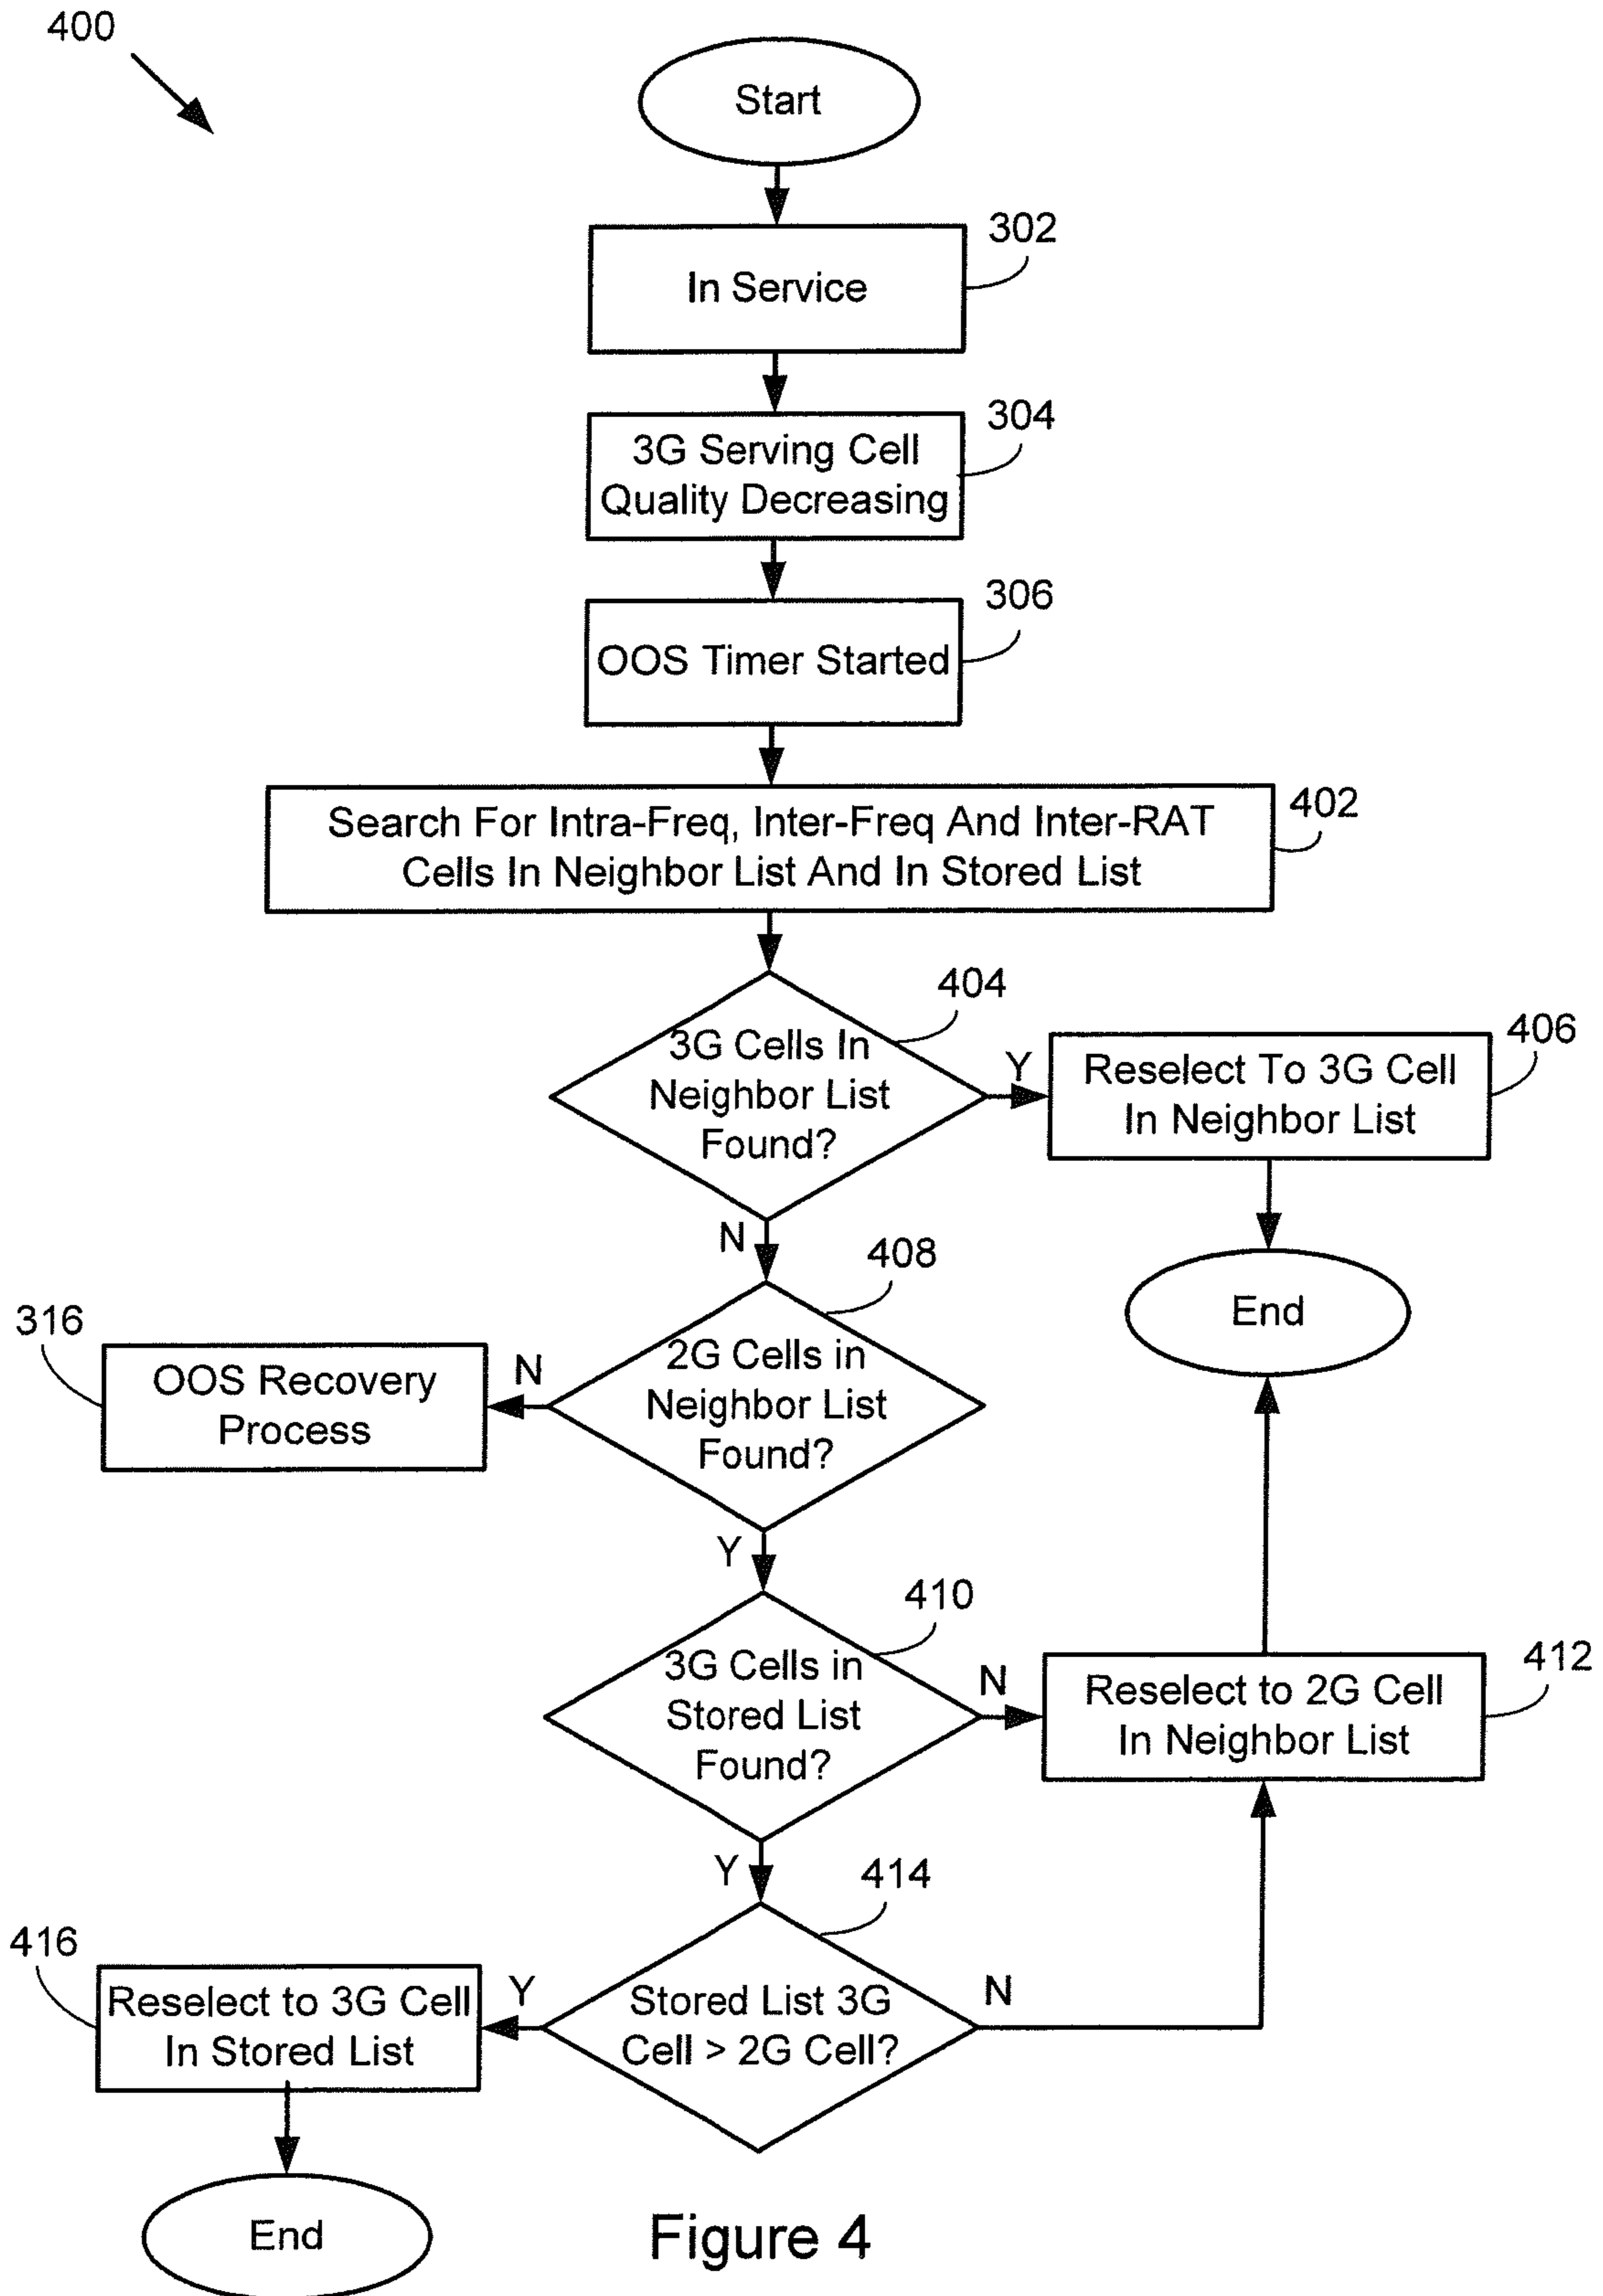 400
Start
302
In Service
304
3G Serving Cell
Quality Decreasing
306
OOS Timer Started
402
Search For Intra-Freq, Inter-Freq And Inter-RAT
Cells In Neighbor List And In Stored List
404
3G Cells In
Neighbor List
Found?
Y
406
Reselect To 3G Cell
In Neighbor List
N
End
408
2G Cells in
Neighbor List
Found?
N
316
OOS Recovery
Process
Y
410
3G Cells in
Stored List
Found?
N
412
Reselect to 2G Cell
In Neighbor List
Y
414
Stored List 3G
Cell > 2G Cell?
N
Y
416
Reselect to 3G Cell
In Stored List
End
Figure 4